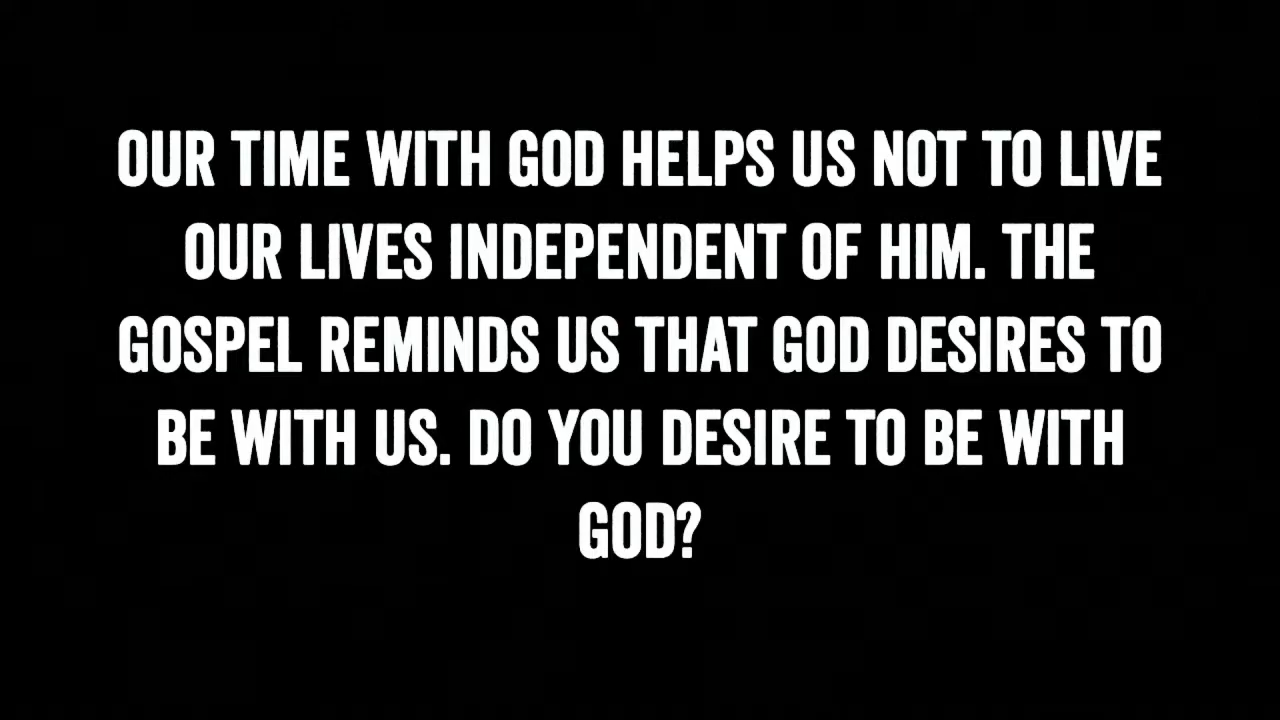 OUR TIME WITH GOD HELPS US NOT TO LIVE
OUR LIVES INDEPENDENT OF HIM. THE
GOSPEL REMINDS US THAT GOD DESIRES TO
BE WITH US. DO YOU DESIRE TO BE WITH
GOD?